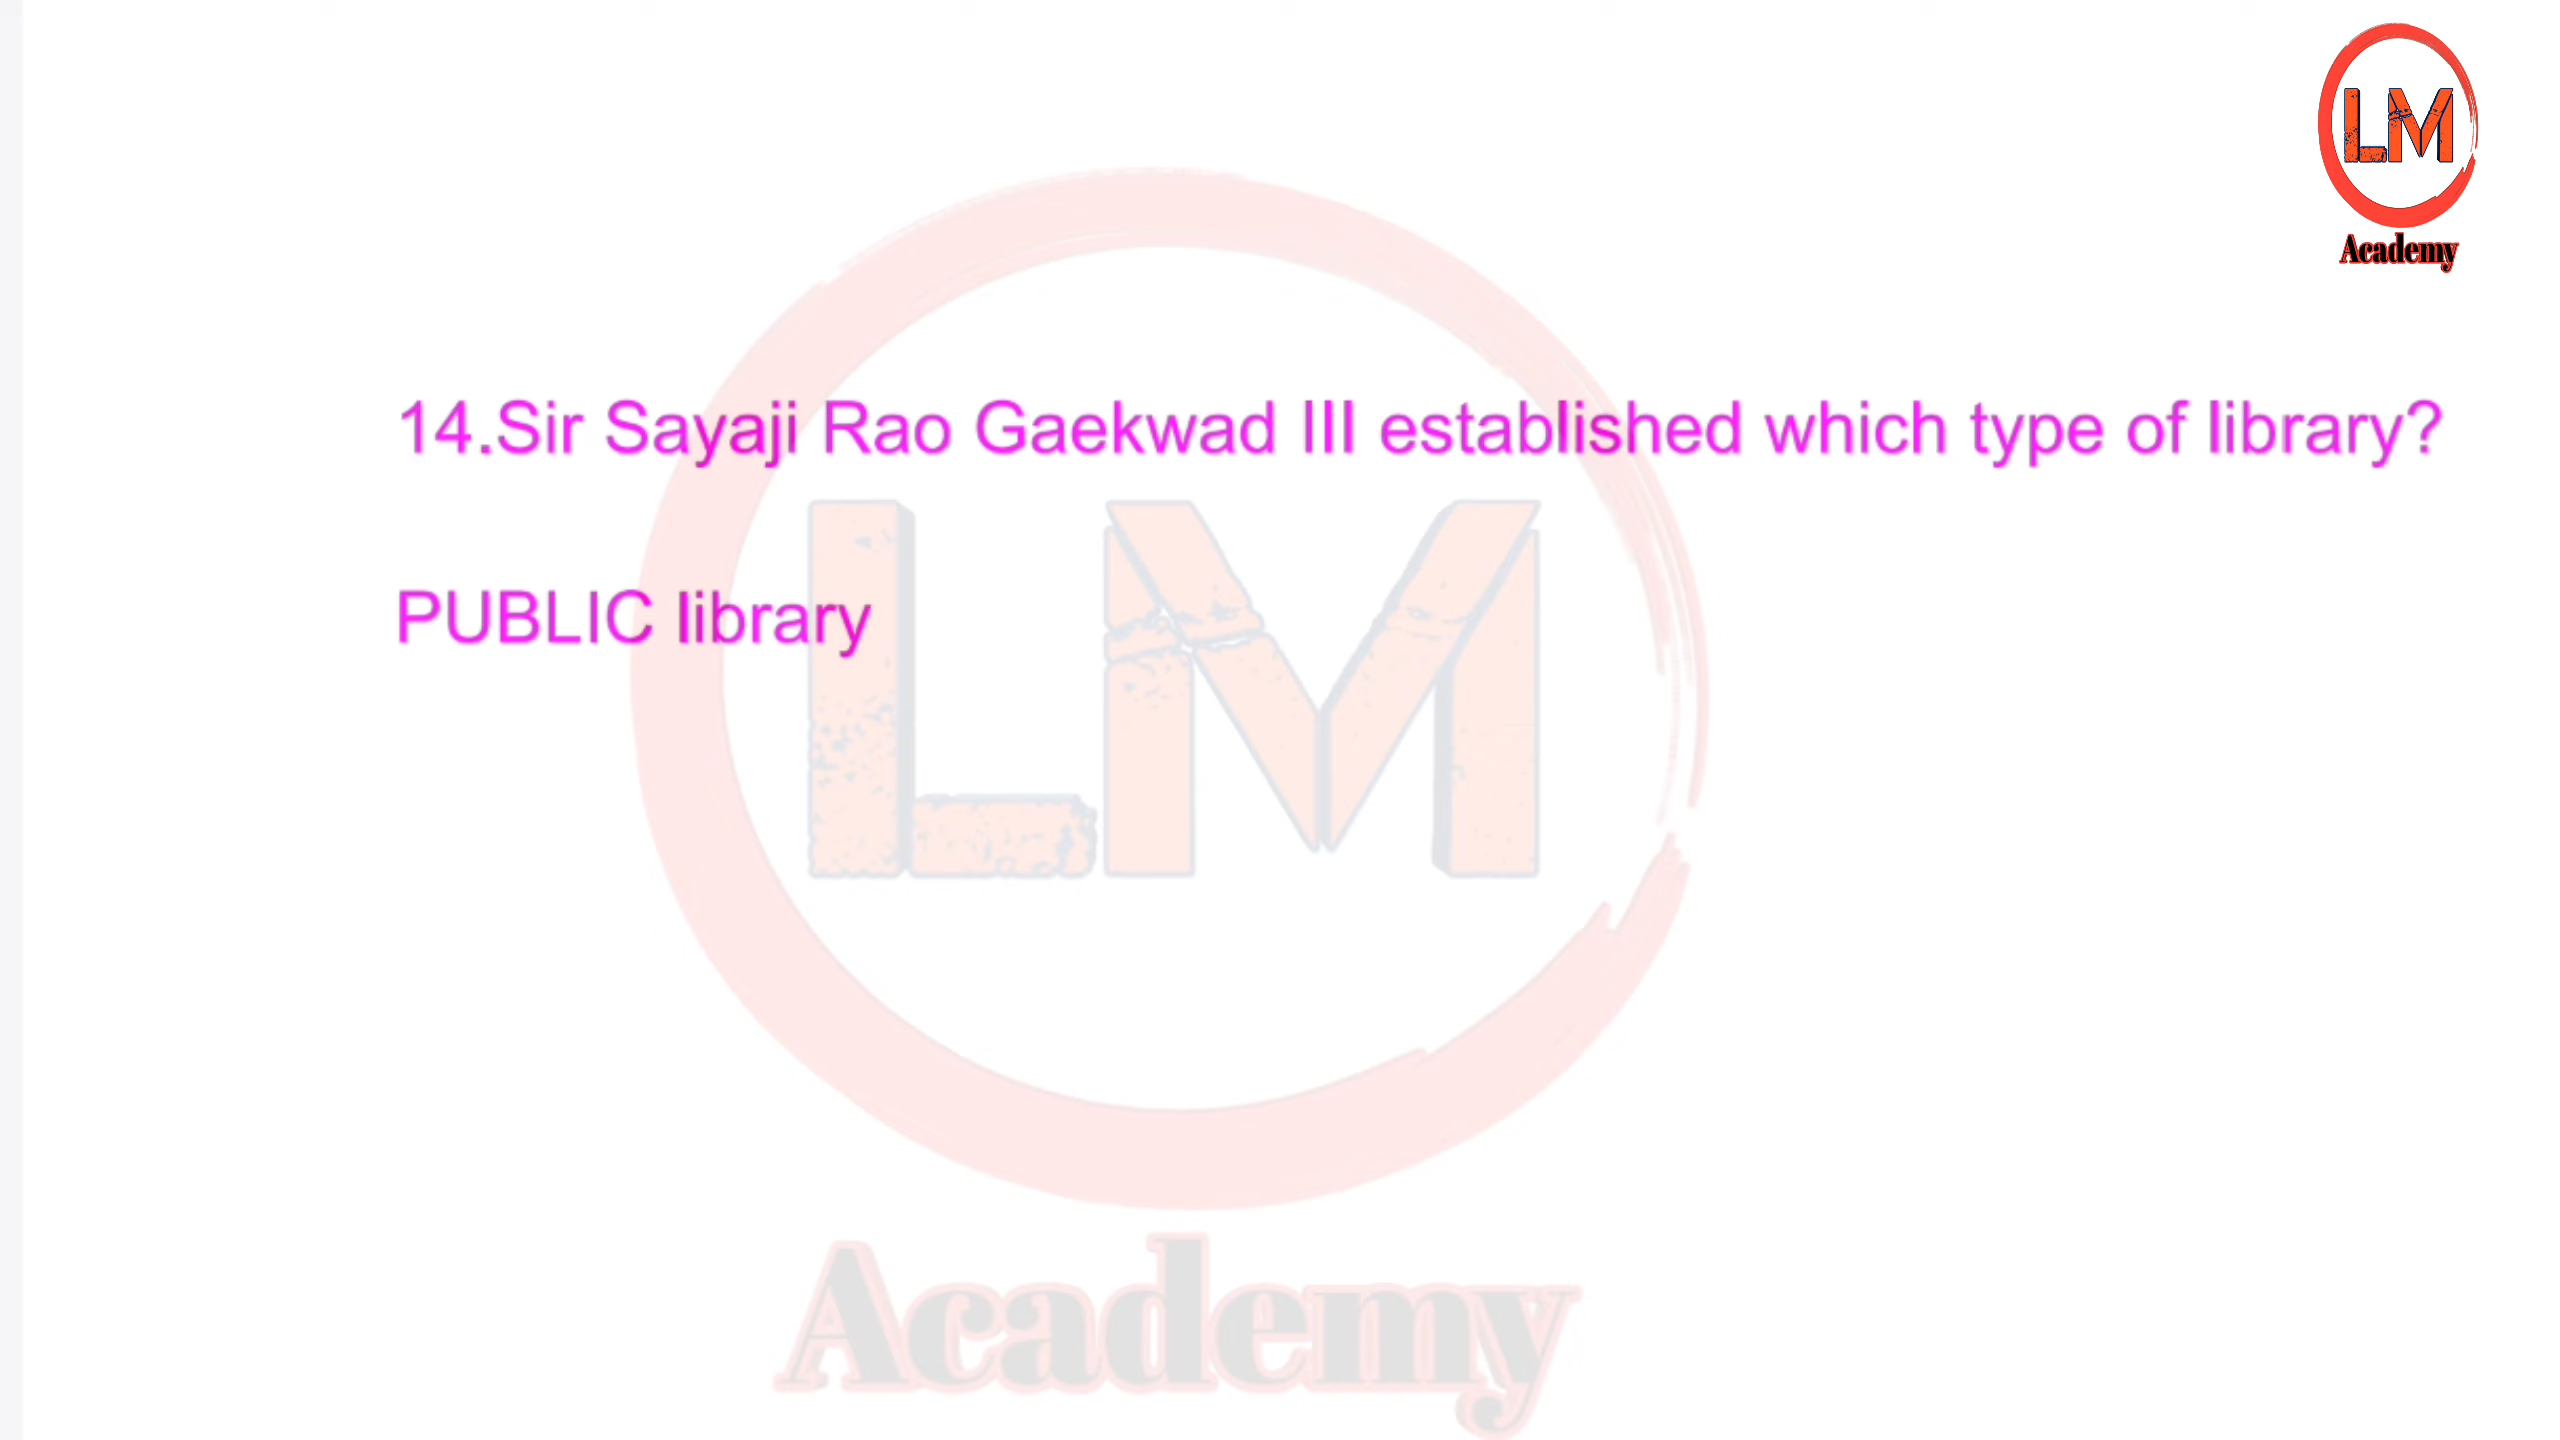 LM
Academy
14.Sir Sayaji Rao Gaekwad III established which type of library?
PUBLIC library
LM
Academy